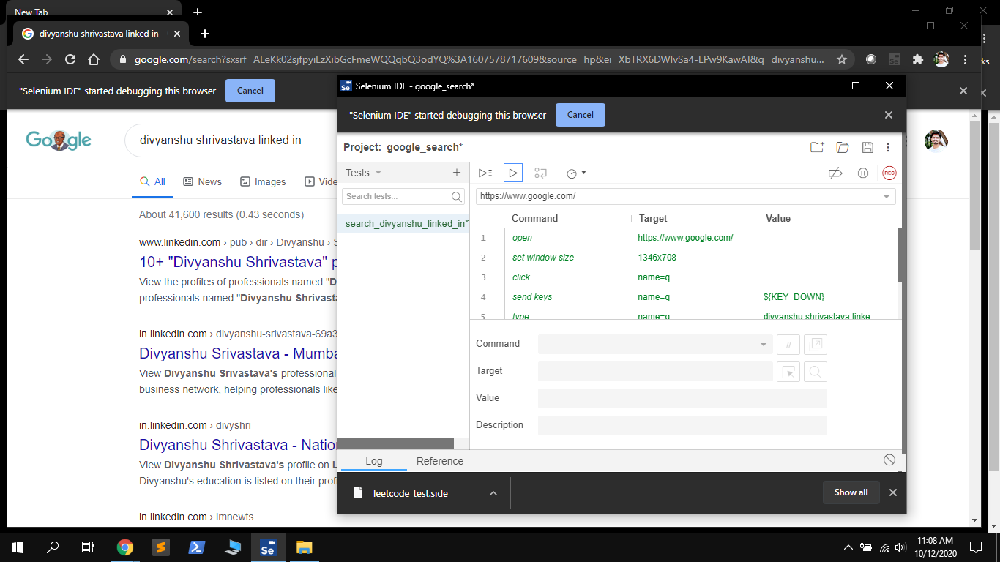 New Tab
divyanshu shrivastava linked in -
google.com/search?sxsrf=ALeKk02sjfpyiLzXibGcFmeWQQqbQ3odYQ%3A1607578717609&source=hp&ei=XbTRX6DWIvSa4-EPw9KawAI&q=divyanshu...
ks
"Selenium IDE" started debugging this browser
Cancel
Google
divyanshu shrivastava linked in
All
News
Images
Vide
About 41,600 results (0.43 seconds)
www.linkedin.com › pub › dir › Divyanshu › S
10+ "Divyanshu Shrivastava" p
View the profiles of professionals named "D
professionals named "Divyanshu Shrivasta
in.linkedin.com › divyanshu-srivastava-69a3
Divyanshu Srivastava - Mumba
View Divyanshu Srivastava's professional
business network, helping professionals like
in.linkedin.com › divyshri
Divyanshu Shrivastava - Natio
View Divyanshu Shrivastava's profile on L
Divyanshu's education is listed on their prof
in.linkedin.com › imnewts
Se
Selenium IDE - google_search*
"Selenium IDE" started debugging this browser
Cancel
Project: google_search*
Tests
REC
Search tests...
https://www.google.com/
search_divyanshu_linked_in*
Command Target Value
1 open https://www.google.com/
2 set window size 1346x708
3 click name=q
4 send keys name=q ${KEY_DOWN}
5 type name=q divyanshu shrivastava linke
Command
//
Target
Value
Description
Log
Reference
leetcode_test.side
Show all
Se
11:08 AM
10/12/2020